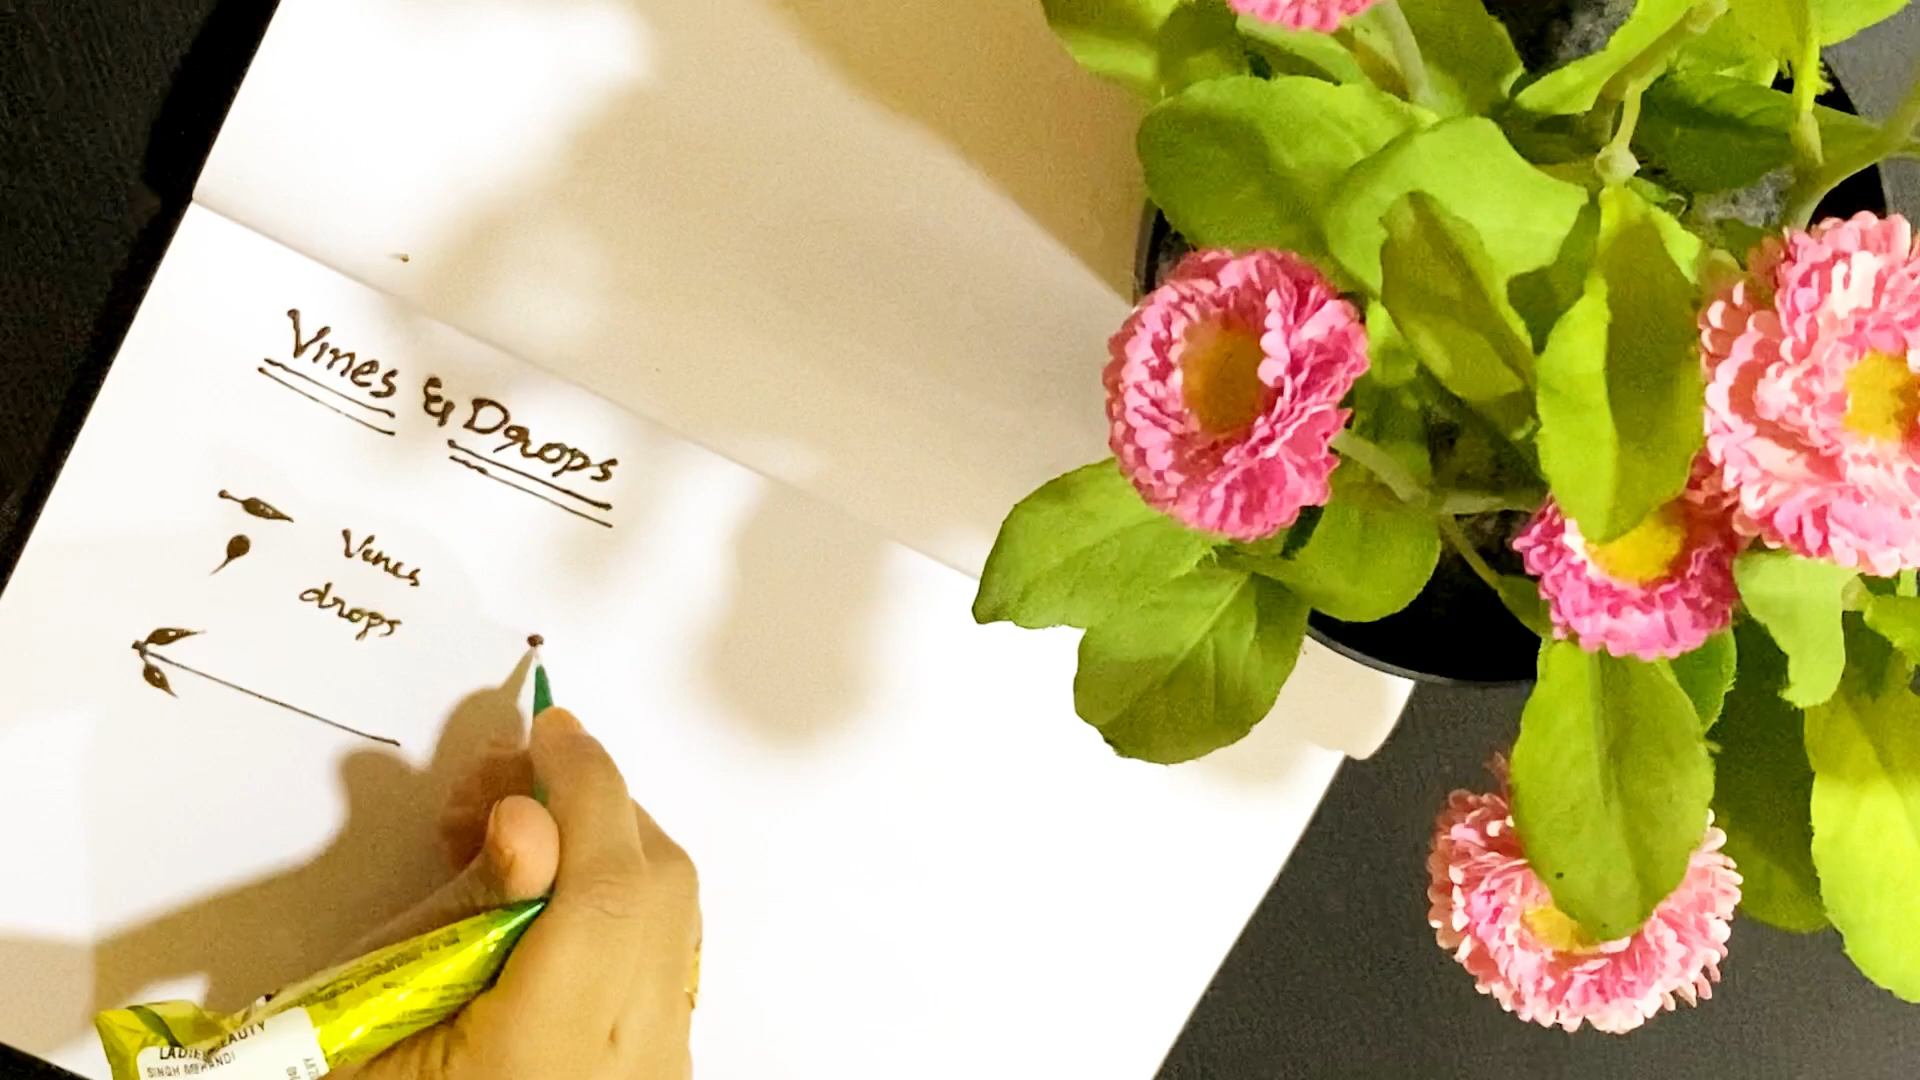 Vines & Drops
Vines
drops
LADIES BEAUTY
SINGH MEHANDI